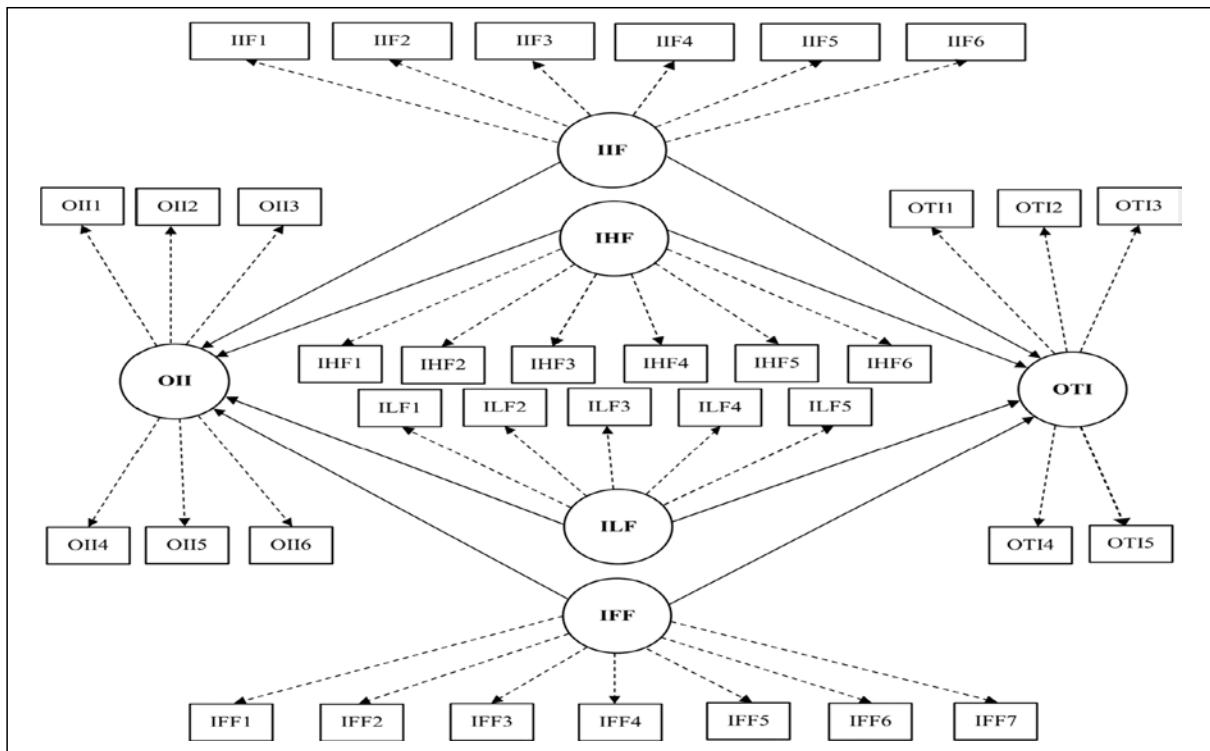 IIF1 IIF2 IIF3 IIF4 IIF5 IIF6
IIF
OII1 OII2 OII3
OTI1 OTI2 OTI3
IHF
IHF1 IHF2 IHF3 IHF4 IHF5 IHF6
OII
OTI
ILF1 ILF2 ILF3 ILF4 ILF5
ILF
OII4 OII5 OII6
OTI4 OTI5
IFF
IFF1 IFF2 IFF3 IFF4 IFF5 IFF6 IFF7